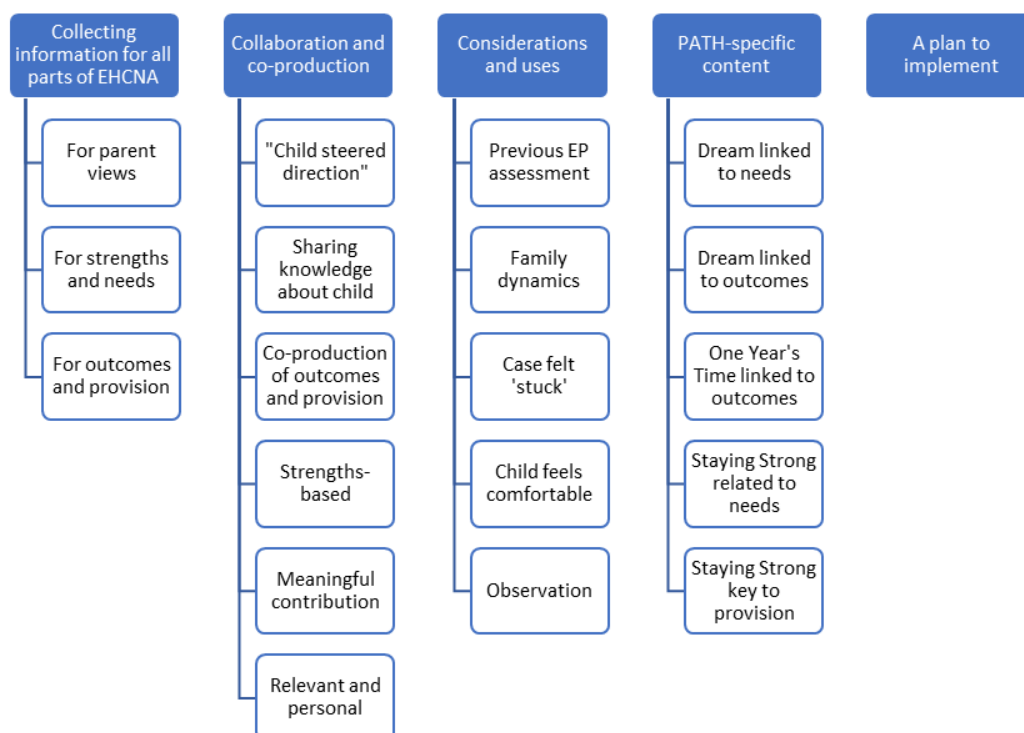 Collecting
information for all
parts of EHCNA
For parent
views
For strengths
and needs
For outcomes
and provision
Collaboration and
co-production
"Child steered
direction"
Sharing
knowledge
about child
Co-production
of outcomes
and provision
Strengths-
based
Meaningful
contribution
Relevant and
personal
Considerations
and uses
Previous EP
assessment
Family
dynamics
Case felt
'stuck'
Child feels
comfortable
Observation
PATH-specific
content
Dream linked
to needs
Dream linked
to outcomes
One Year's
Time linked to
outcomes
Staying Strong
related to
needs
Staying Strong
key to
provision
A plan to
implement